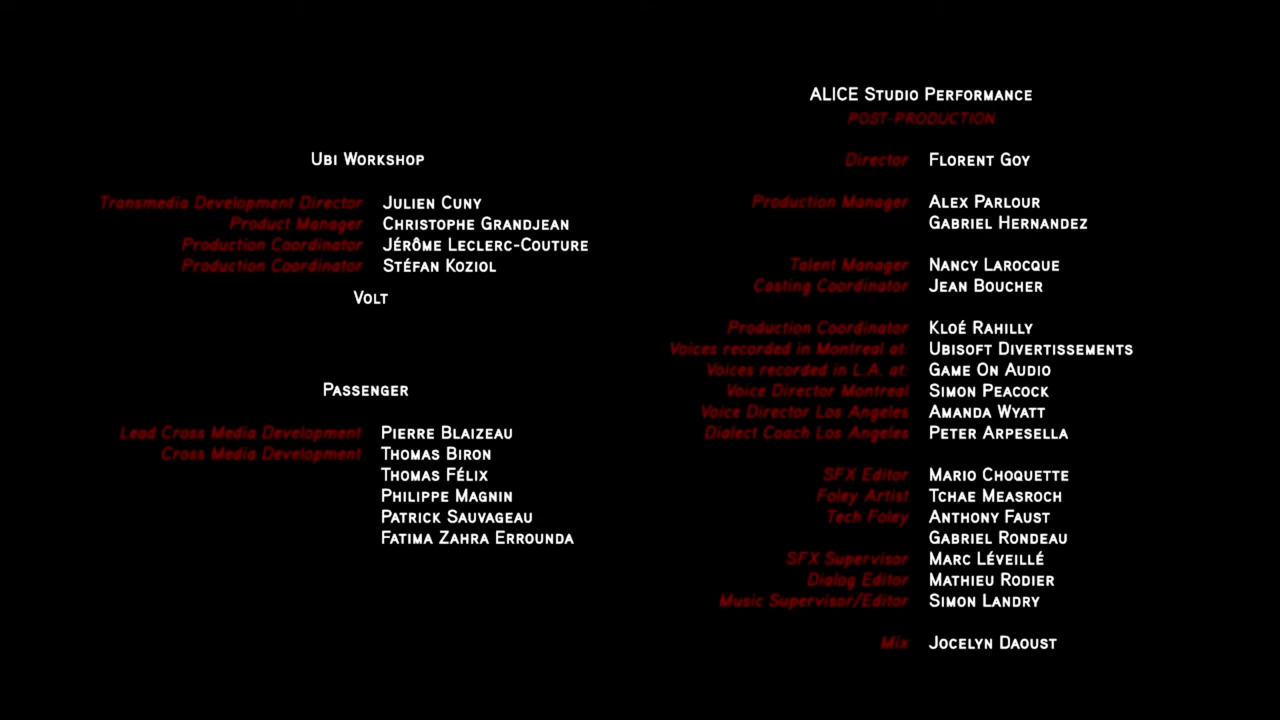 Ubi Workshop
Transmedia Development Director Julien Cuny
Product Manager Christophe Grandjean
Production Coordinator Jérôme Leclerc-Couture
Production Coordinator Stéfan Koziol
Volt
Passenger
Lead Cross Media Development Pierre Blaizeau
Cross Media Development Thomas Biron
Thomas Félix
Philippe Magnin
Patrick Sauvageau
Fatima Zahra Errounda
ALICE Studio Performance
POST-PRODUCTION
Director Florent Goy
Production Manager Alex Parlour
Gabriel Hernandez
Talent Manager Nancy Larocque
Casting Coordinator Jean Boucher
Production Coordinator Kloé Rahilly
Voices recorded in Montreal at: Ubisoft Divertissements
Voices recorded in L.A. at: Game On Audio
Voice Director Montreal Simon Peacock
Voice Director Los Angeles Amanda Wyatt
Dialect Coach Los Angeles Peter Arpesella
SFX Editor Mario Choquette
Foley Artist Tchae Measroch
Tech Foley Anthony Faust
Gabriel Rondeau
SFX Supervisor Marc Léveillé
Dialog Editor Mathieu Rodier
Music Supervisor/Editor Simon Landry
Mix Jocelyn Daoust